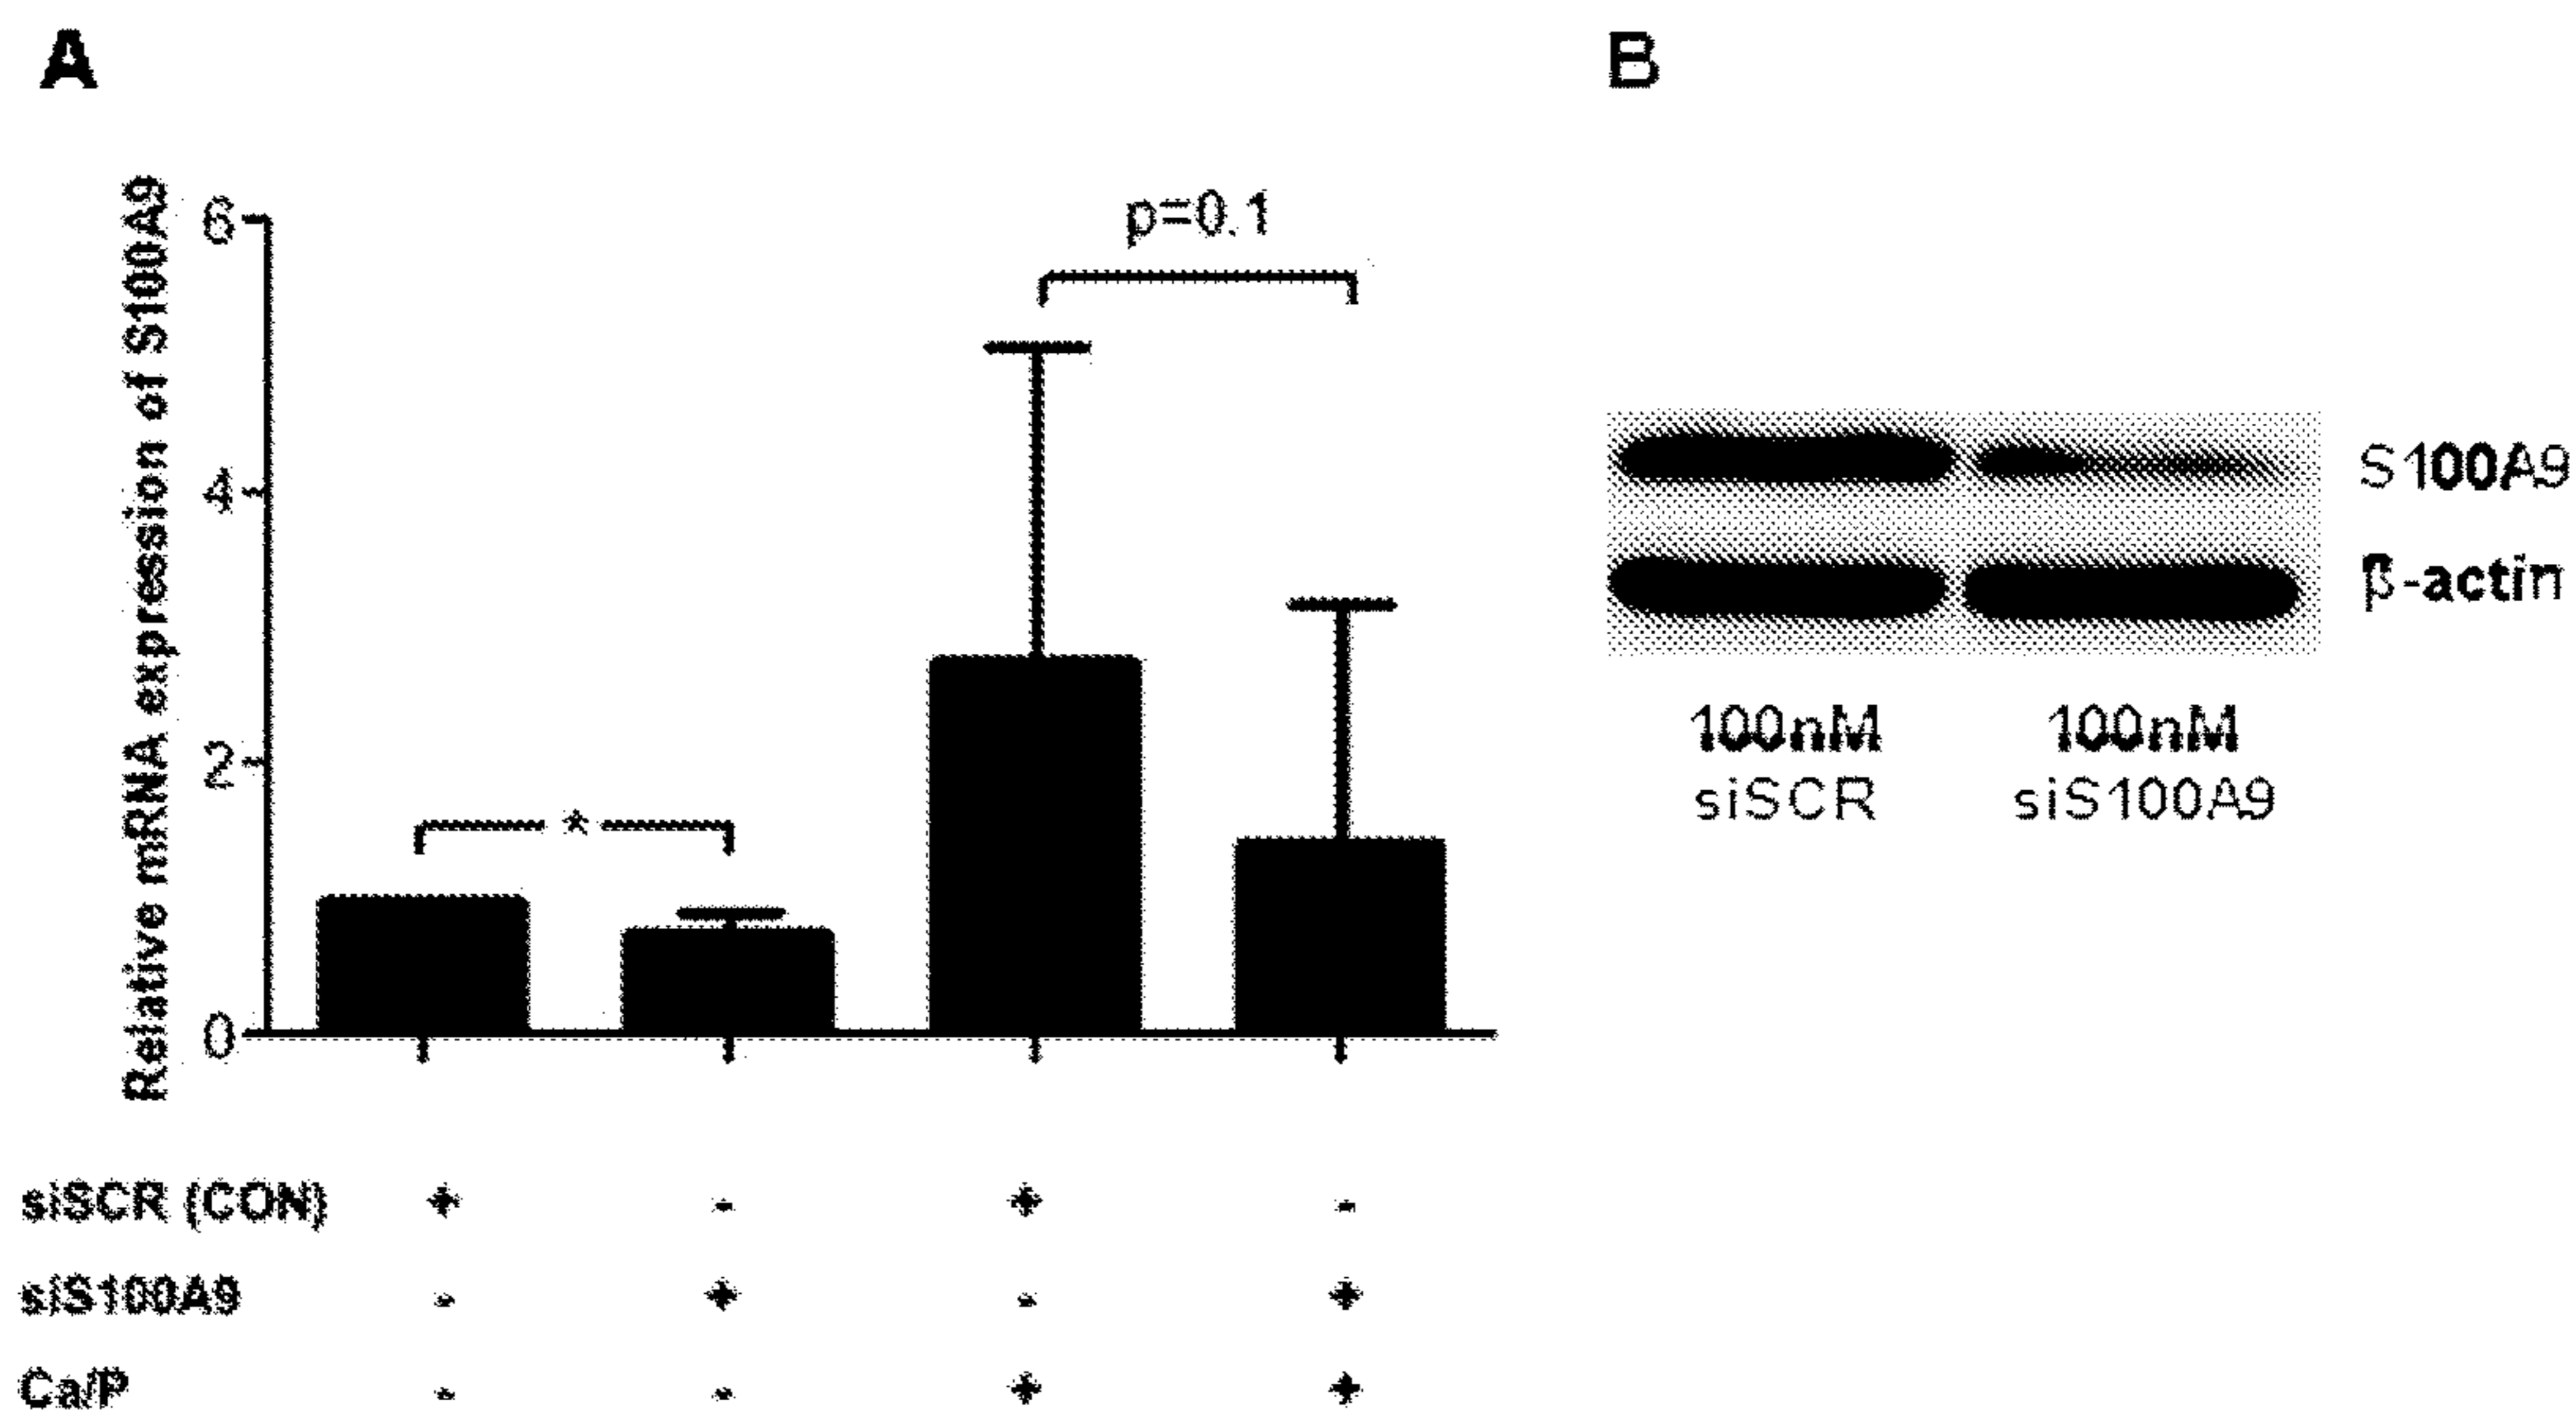 A
B
Relative mRNA expression of S100A9
6
4
2
0
p=0.1
*
siSCR (CON) + - + -
siS100A9 - + - +
Ca/P - - + +
S100A9
β-actin
100nM 100nM
siSCR siS100A9